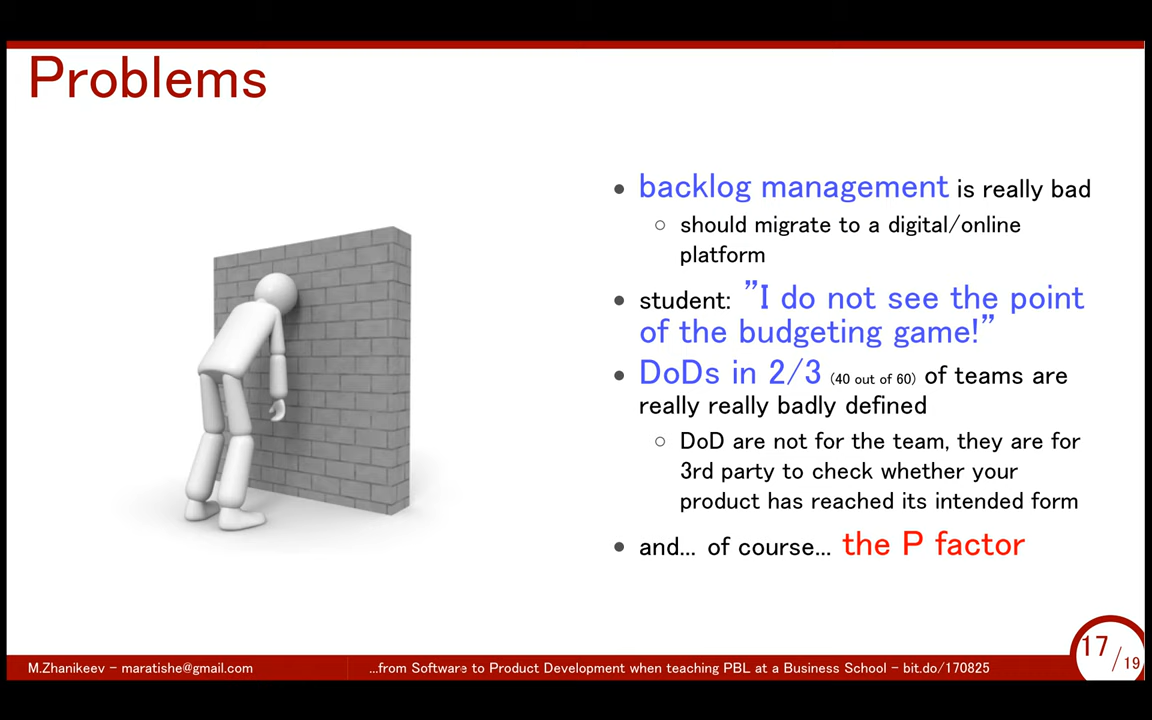 Problems
• backlog management is really bad
○ should migrate to a digital/online
platform
• student: ”I do not see the point
of the budgeting game!”
• DoDs in 2/3 (40 out of 60) of teams are
really really badly defined
○ DoD are not for the team, they are for
3rd party to check whether your
product has reached its intended form
• and... of course... the P factor
M.Zhanikeev – maratishe@gmail.com
...from Software to Product Development when teaching PBL at a Business School – bit.do/170825
17/19